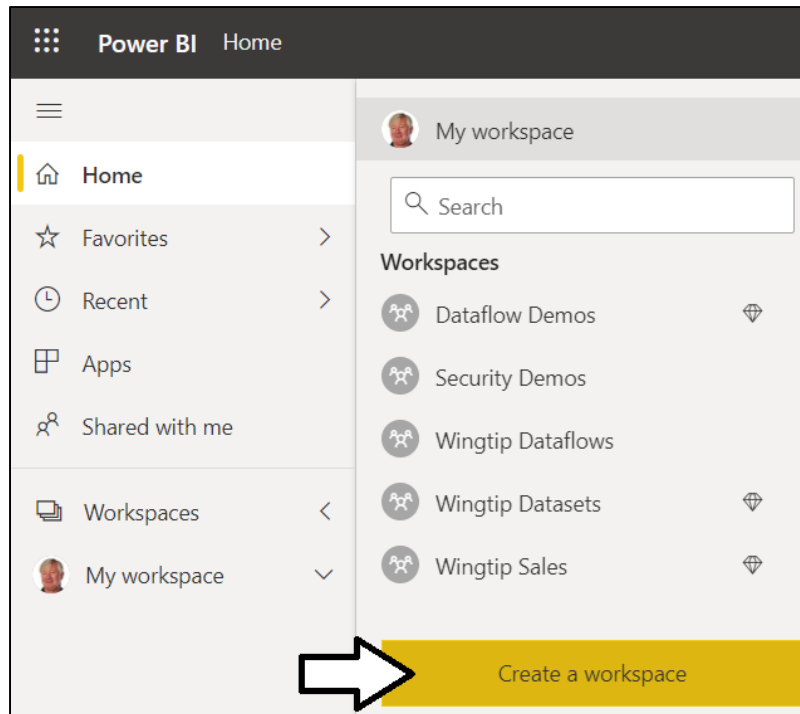 Power BI Home
My workspace
Home
Search
Favorites
Workspaces
Recent
Dataflow Demos
Apps
Security Demos
Shared with me
Wingtip Dataflows
Workspaces
Wingtip Datasets
My workspace
Wingtip Sales
Create a workspace